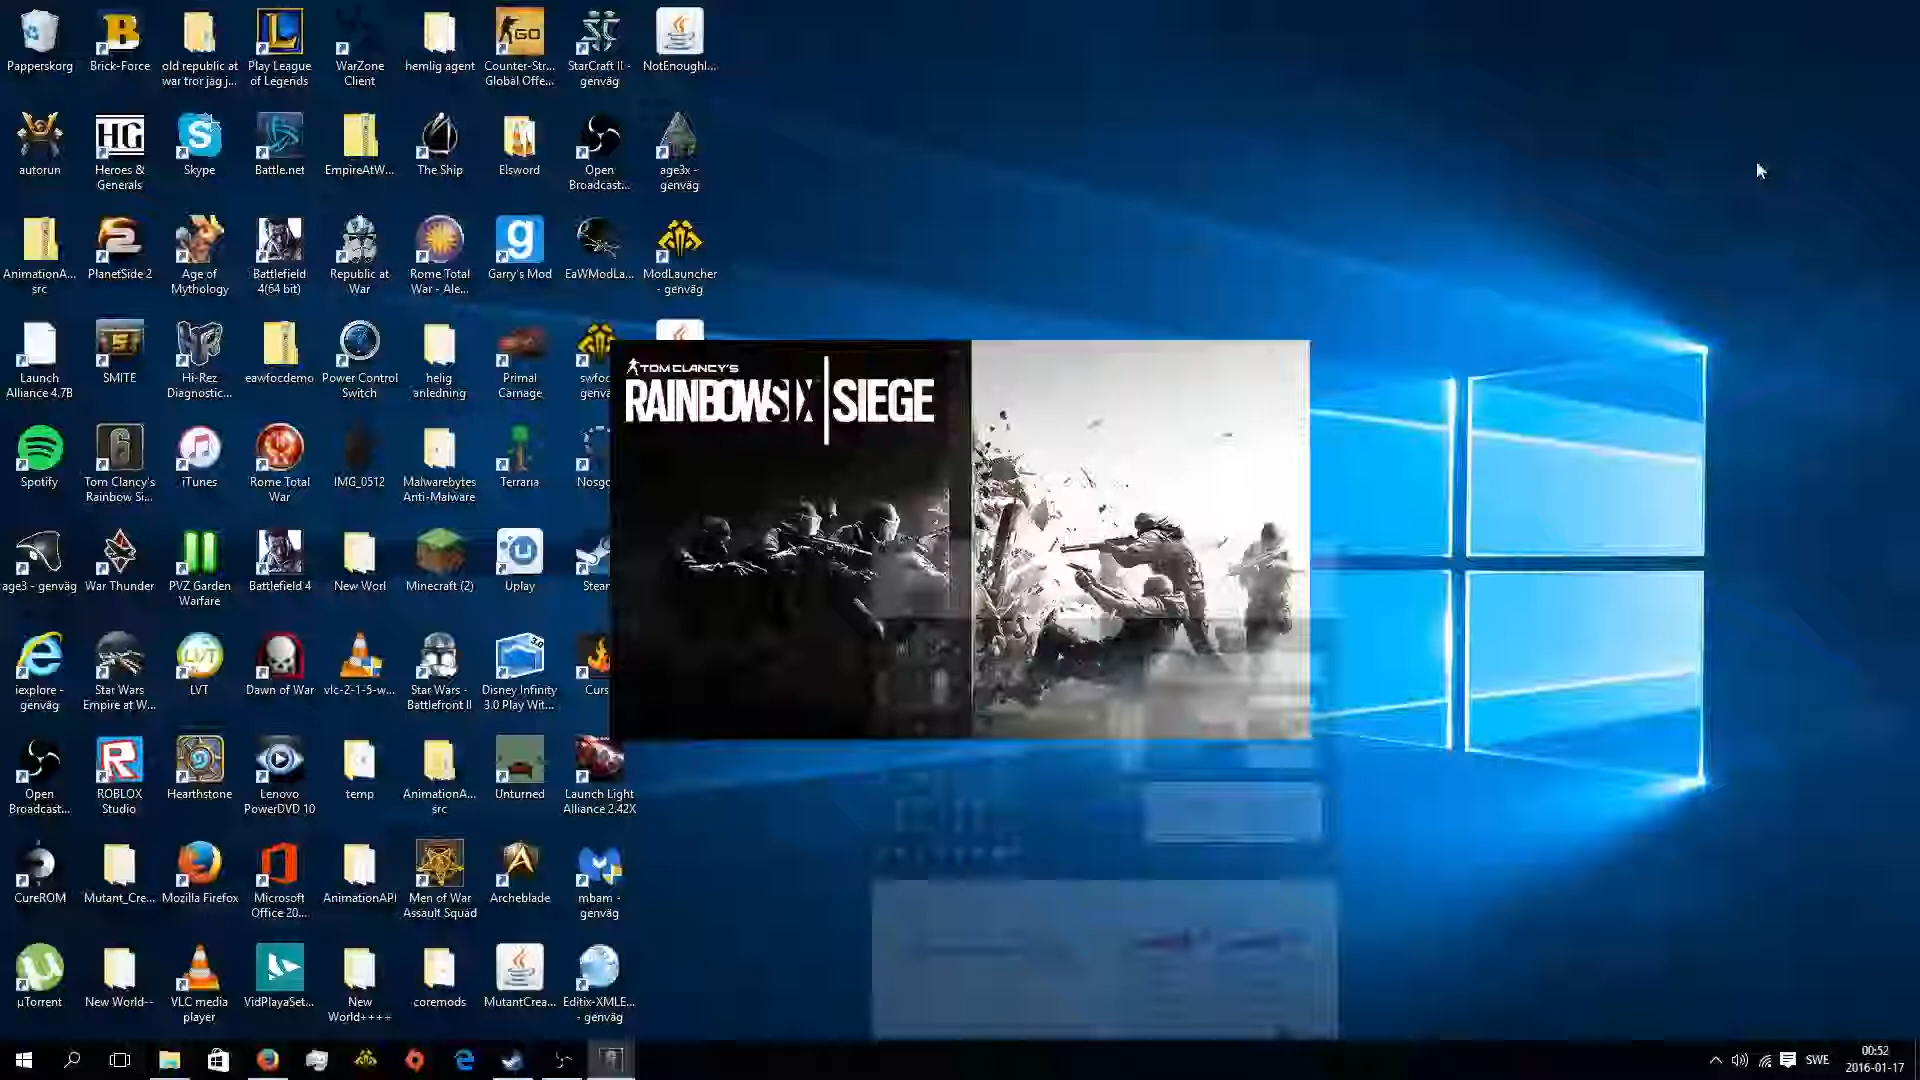 Papperskorg
Brick-Force
old republic at
war tror jag j...
Play League
of Legends
WarZone
Client
hemlig agent
Counter-Str...
Global Offe...
StarCraft II -
genväg
NotEnoughI...
autorun
Heroes &
Generals
Skype
Battle.net
EmpireAtW...
The Ship
Elsword
Open
Broadcast...
age3x -
genväg
AnimationA...
src
PlanetSide 2
Age of
Mythology
Battlefield
4(64 bit)
Republic at
War
Rome Total
War - Ale...
Garry's Mod
EaWModLa...
ModLauncher
- genväg
Launch
Alliance 4.7B
SMITE
Hi-Rez
Diagnostic...
eawfocdemo
Power Control
Switch
helig
anledning
Primal
Carnage
swfoc
genvä
TOM CLANCY'S
RAINBOWSIX SIEGE
Spotify
Tom Clancy's
Rainbow Si...
iTunes
Rome Total
War
IMG_0512
Malwarebytes
Anti-Malware
Terraria
Nosgo
age3 - genväg
War Thunder
PVZ Garden
Warfare
Battlefield 4
New Worl
Minecraft (2)
Uplay
Stear
iexplore -
genväg
Star Wars
Empire at W...
LVT
Dawn of War
vlc-2-1-5-w...
Star Wars -
Battlefront II
Disney Infinity
3.0 Play Wit...
Curs
Open
Broadcast...
ROBLOX
Studio
Hearthstone
Lenovo
PowerDVD 10
temp
AnimationA...
src
Unturned
Launch Light
Alliance 2.42X
CureROM
Mutant_Cre...
Mozilla Firefox
Microsoft
Office 20...
AnimationAPI
Men of War
Assault Squad
Archeblade
mbam -
genväg
µTorrent
New World--
VLC media
player
VidPlayaSet...
New
World++++
coremods
MutantCrea...
Editix-XMLE...
- genväg
SWE
00:52
2016-01-17